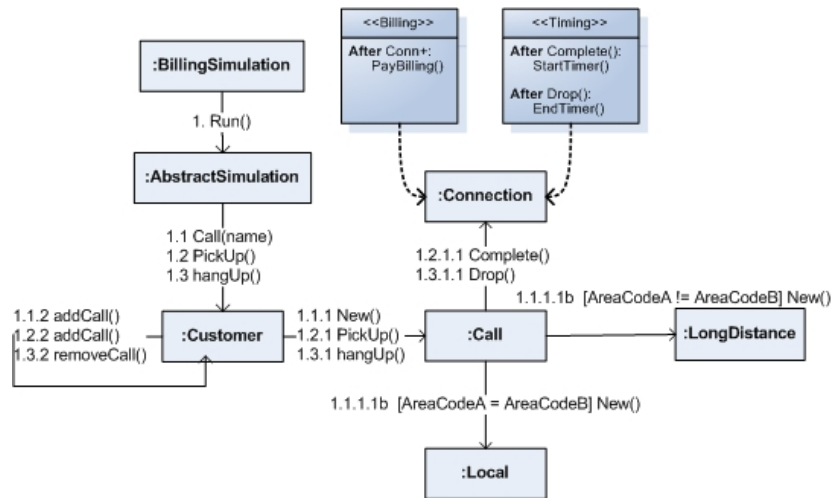 <<Billing>>
After Conn+:
PayBilling()
<<Timing>>
After Complete():
StartTimer()
After Drop():
EndTimer()
:BillingSimulation
1. Run()
:AbstractSimulation
:Connection
1.1 Call(name)
1.2 PickUp()
1.3 hangUp()
1.2.1.1 Complete()
1.3.1.1 Drop()
1.1.2 addCall()
1.2.2 addCall()
1.3.2 removeCall()
:Customer
1.1.1 New()
1.2.1 PickUp()
1.3.1 hangUp()
:Call
1.1.1.1b [AreaCodeA != AreaCodeB] New()
:LongDistance
1.1.1.1b [AreaCodeA = AreaCodeB] New()
:Local